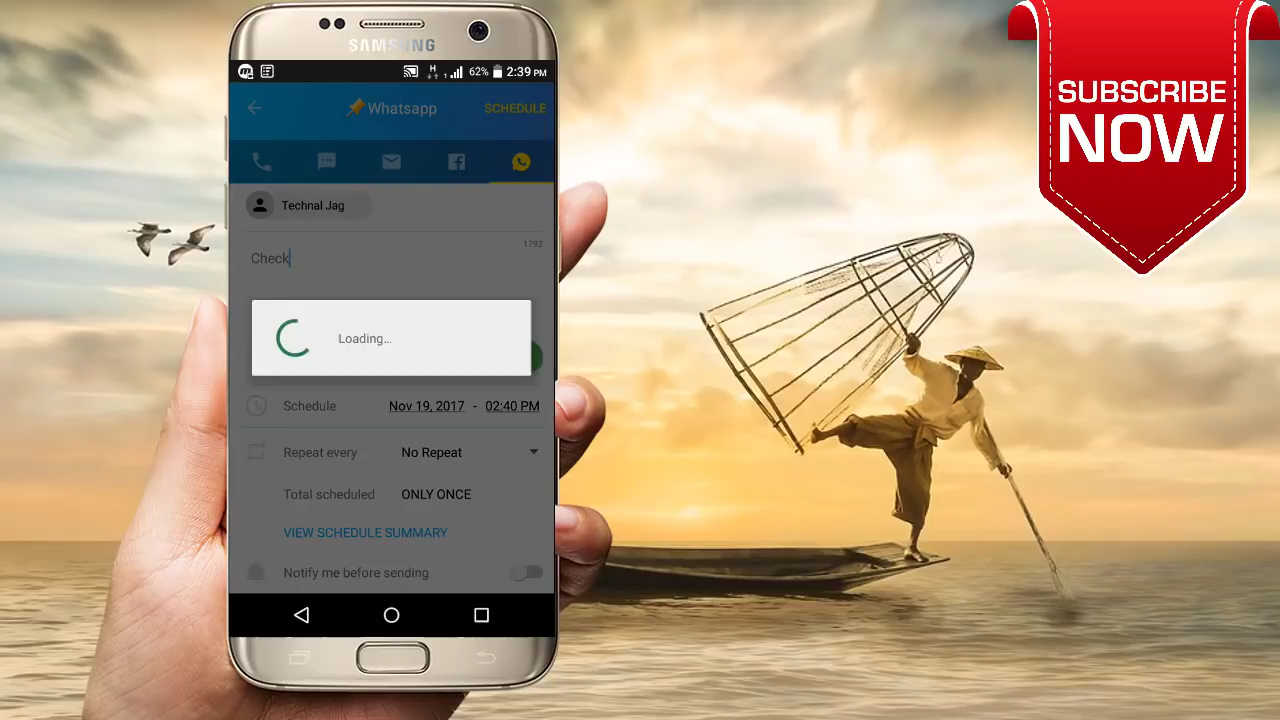 SAMSUNG
H
1
62%
2:39 PM
Whatsapp
SCHEDULE
Technal Jag
1792
Check
Loading...
Schedule
Nov 19, 2017 - 02:40 PM
Repeat every
No Repeat
Total scheduled
ONLY ONCE
VIEW SCHEDULE SUMMARY
Notify me before sending
SUBSCRIBE
NOW